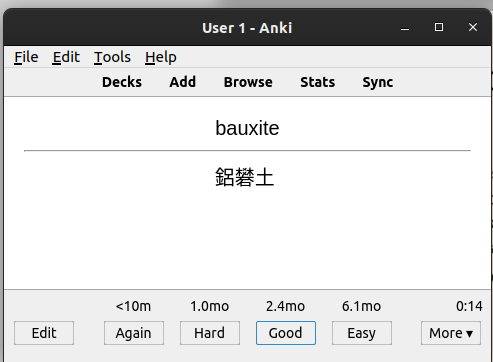 User 1 - Anki
File Edit Tools Help
Decks Add Browse Stats Sync
bauxite
鋁礬土
<10m 1.0mo 2.4mo 6.1mo 0:14
Edit Again Hard Good Easy More ▾